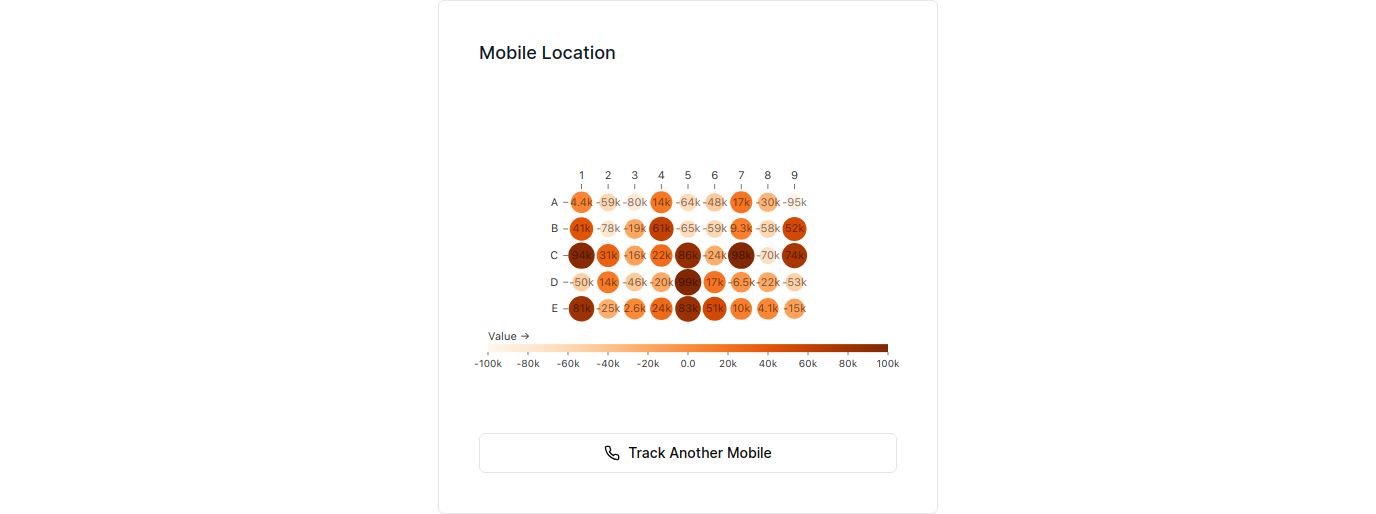 Mobile Location
1 2 3 4 5 6 7 8 9
A 4.4k -59k -80k 14k -64k -48k 17k -30k -95k
B 41k -78k -19k 61k -65k -59k 9.3k -58k 52k
C 94k 31k -16k 22k 86k -24k 98k -70k 74k
D -50k 14k -46k -20k 99k 17k -6.5k -22k -53k
E 81k -25k 2.6k 24k 83k 51k 10k 4.1k -15k
Value →
-100k -80k -60k -40k -20k 0.0 20k 40k 60k 80k 100k
Track Another Mobile